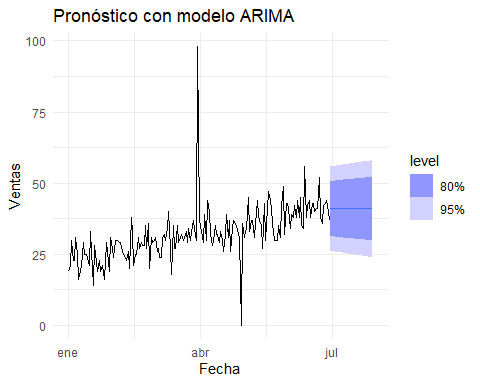 Pronóstico con modelo ARIMA
100
75
50
25
0
Ventas
ene
abr
jul
Fecha
level
80%
95%